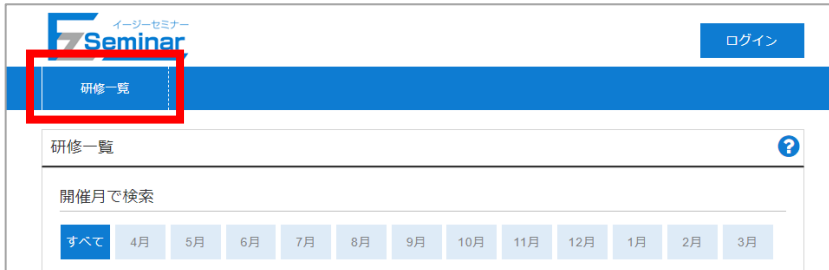 イージーセミナー
EzSeminar
ログイン
研修一覧
研修一覧
?
開催月で検索
すべて 4月 5月 6月 7月 8月 9月 10月 11月 12月 1月 2月 3月